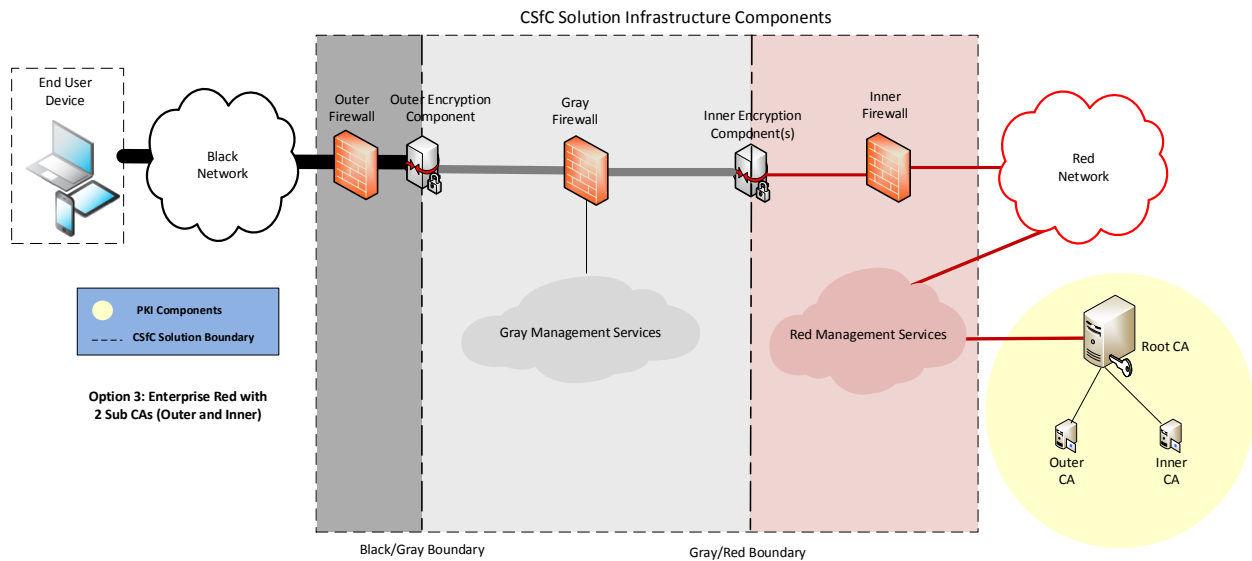 CSfC Solution Infrastructure Components
End User
Device
Black
Network
Outer
Firewall
Outer Encryption
Component
Gray
Firewall
Inner Encryption
Component(s)
Inner
Firewall
Red
Network
PKI Components
CSfC Solution Boundary
Gray Management Services
Red Management Services
Root CA
Option 3: Enterprise Red with
2 Sub CAs (Outer and Inner)
Outer
CA
Inner
CA
Black/Gray Boundary
Gray/Red Boundary